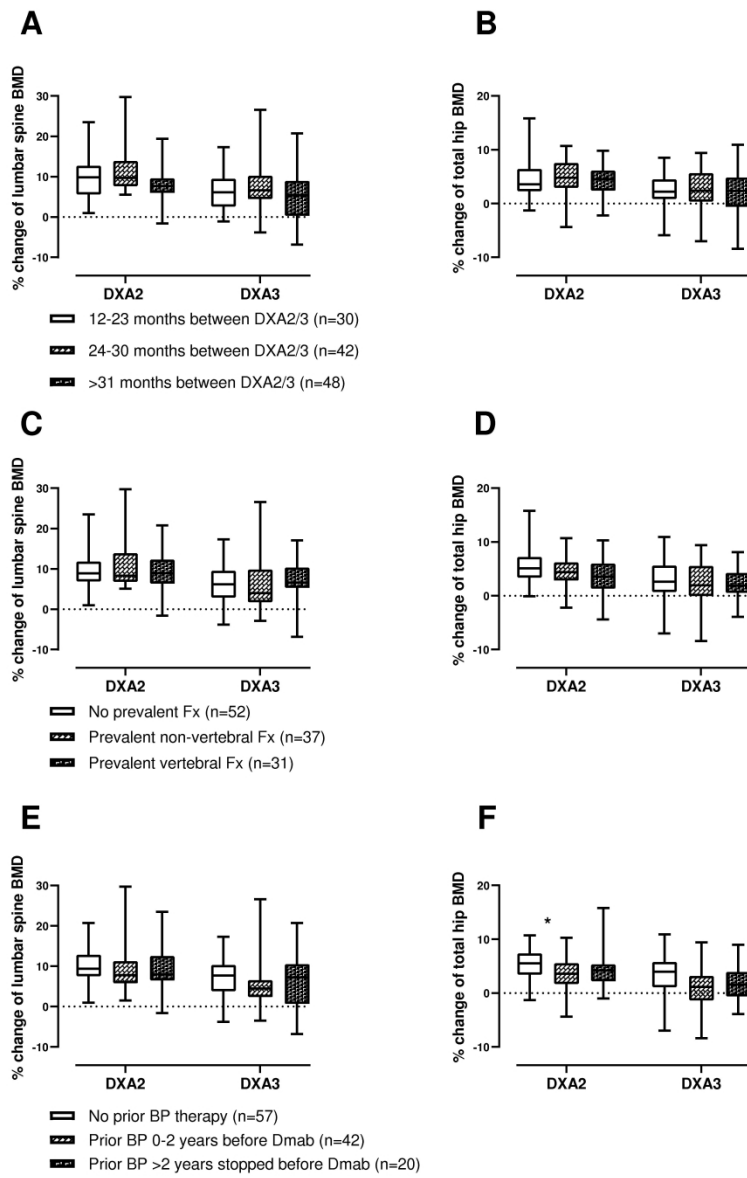 A
B
% change of lumbar spine BMD
30
20
10
0
-10
DXA2
DXA3
% change of total hip BMD
20
10
0
-10
DXA2
DXA3
12-23 months between DXA2/3 (n=30)
24-30 months between DXA2/3 (n=42)
>31 months between DXA2/3 (n=48)
C
D
% change of lumbar spine BMD
30
20
10
0
-10
DXA2
DXA3
% change of total hip BMD
20
10
0
-10
DXA2
DXA3
No prevalent Fx (n=52)
Prevalent non-vertebral Fx (n=37)
Prevalent vertebral Fx (n=31)
E
F
% change of lumbar spine BMD
30
20
10
0
-10
DXA2
DXA3
% change of total hip BMD
20
10
0
-10
*
DXA2
DXA3
No prior BP therapy (n=57)
Prior BP 0-2 years before Dmab (n=42)
Prior BP >2 years stopped before Dmab (n=20)